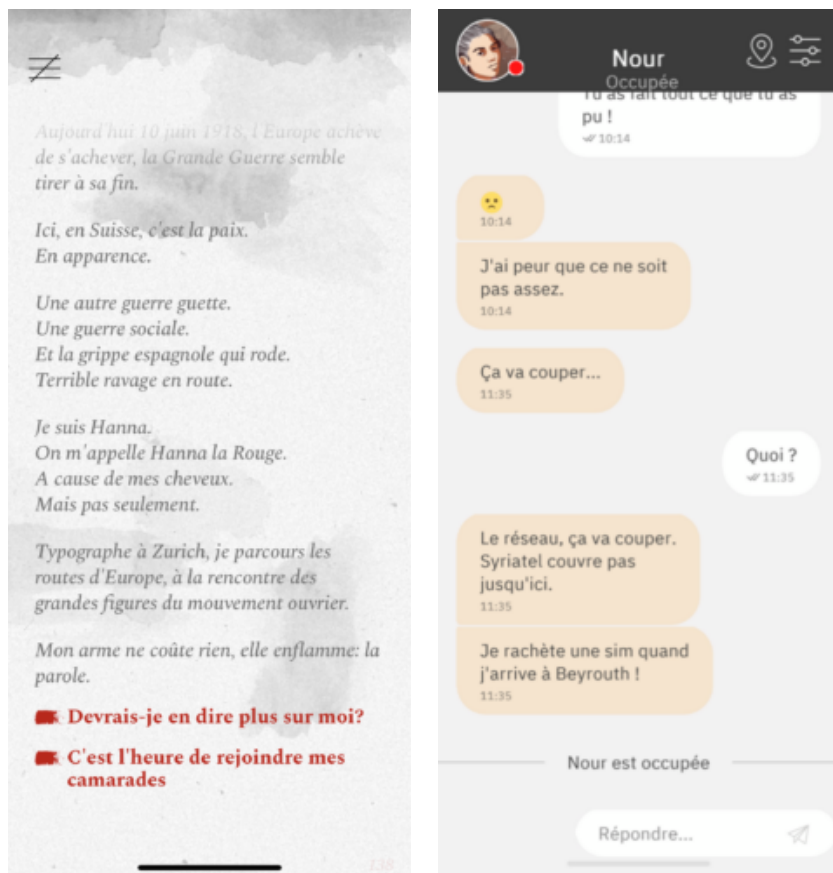 Aujourd'hui 10 juin 1918, l'Europe achève
de s'achever, la Grande Guerre semble
tirer à sa fin.
Ici, en Suisse, c'est la paix.
En apparence.
Une autre guerre guette.
Une guerre sociale.
Et la grippe espagnole qui rode.
Terrible ravage en route.
Je suis Hanna.
On m'appelle Hanna la Rouge.
A cause de mes cheveux.
Mais pas seulement.
Typographe à Zurich, je parcours les
routes d'Europe, à la rencontre des
grandes figures du mouvement ouvrier.
Mon arme ne coûte rien, elle enflamme: la
parole.
Devrais-je en dire plus sur moi?
C'est l'heure de rejoindre mes
camarades
138
Nour
Occupée
Tu as fait tout ce que tu as
pu !
10:14
10:14
J'ai peur que ce ne soit
pas assez.
10:14
Ça va couper...
11:35
Quoi ?
11:35
Le réseau, ça va couper.
Syriatel couvre pas
jusqu'ici.
11:35
Je rachète une sim quand
j'arrive à Beyrouth !
11:35
Nour est occupée
Répondre...